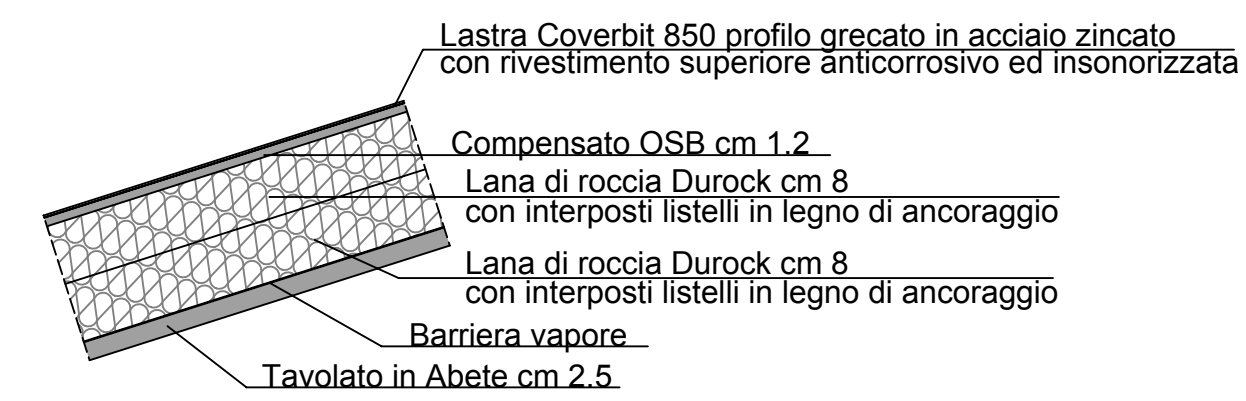 Lastra Coverbit 850 profilo grecato in acciaio zincato
con rivestimento superiore anticorrosivo ed insonorizzata
Compensato OSB cm 1.2
Lana di roccia Durock cm 8
con interposti listelli in legno di ancoraggio
Lana di roccia Durock cm 8
con interposti listelli in legno di ancoraggio
Barriera vapore
Tavolato in Abete cm 2.5